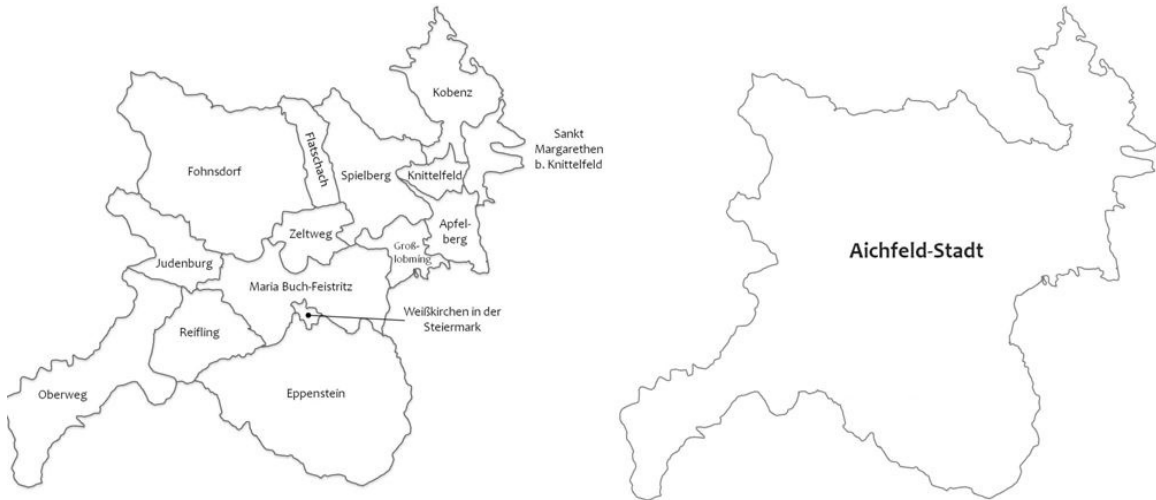 Kobenz
Sankt
Margarethen
b. Knittelfeld
Flatschach
Fohnsdorf
Spielberg
Knittelfeld
Zeltweg
Apfel-
berg
Groß-
lobming
Judenburg
Maria Buch-Feistritz
Weißkirchen in der
Steiermark
Reifling
Oberweg
Eppenstein
Aichfeld-Stadt